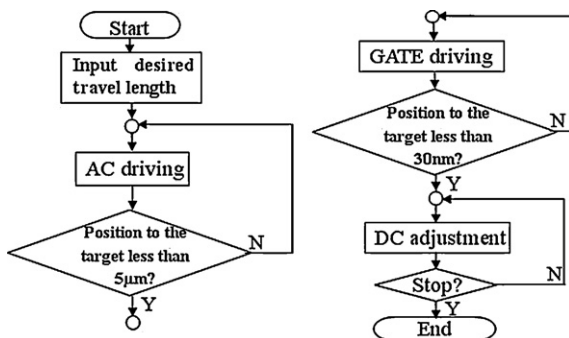 Start
Input desired
travel length
AC driving
Position to the
target less than
5μm?
N
Y
GATE driving
Position to the
target less than
30nm?
N
Y
DC adjustment
Stop?
N
Y
End